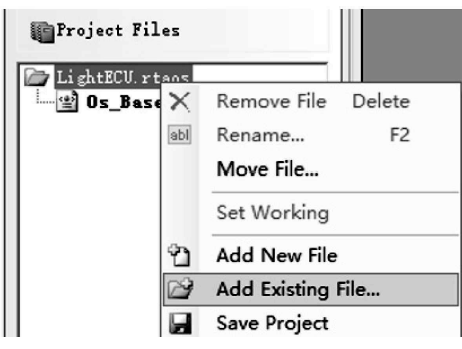 Project Files
LightECU.rtaos
Os_Base
Remove File Delete
abl Rename... F2
Move File...
Set Working
Add New File
Add Existing File...
Save Project